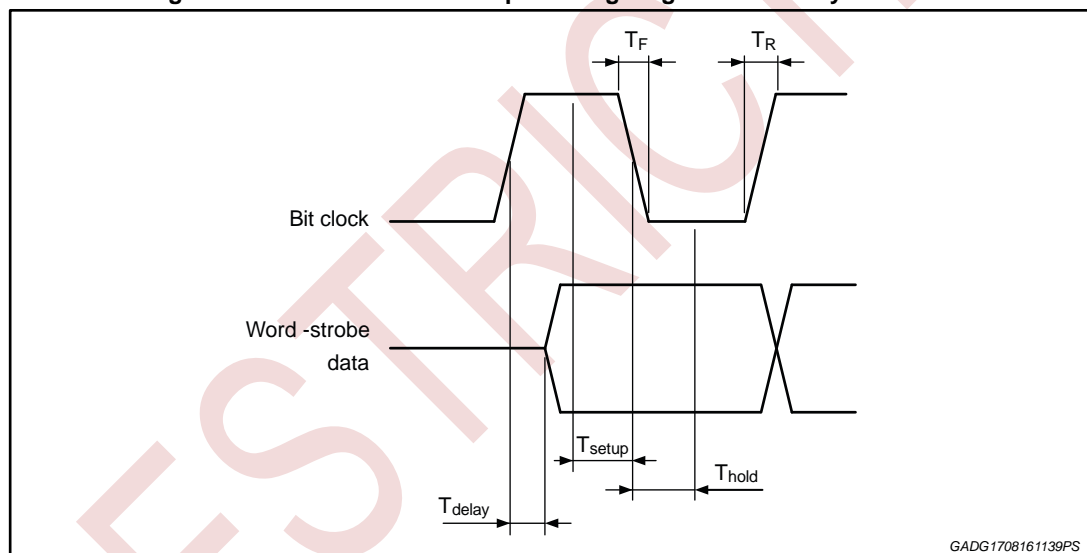 T_F
T_R
Bit clock
Word -strobe
data
T_setup
T_hold
T_delay
GADG1708161139PS